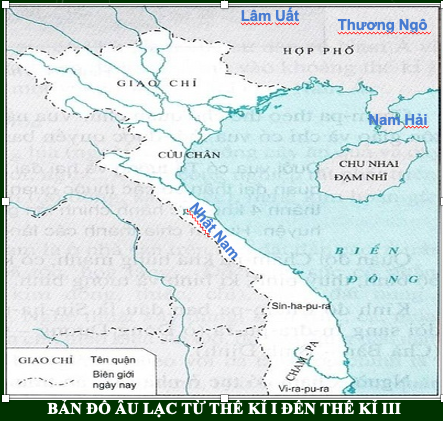 Lâm Uất
Thương Ngô
HỢP PHỐ
GIAO CHỈ
Nam Hải
CỬU CHÂN
CHU NHAI
ĐẠM NHĨ
Nhật Nam
BIỂN
ĐÔNG
Sin-ha-pu-ra
CHĂM-PA
Vi-ra-pu-ra
GIAO CHỈ Tên quận
Biên giới
ngày nay
BẢN ĐỒ ÂU LẠC TỪ THẾ KỈ I ĐẾN THẾ KỈ III